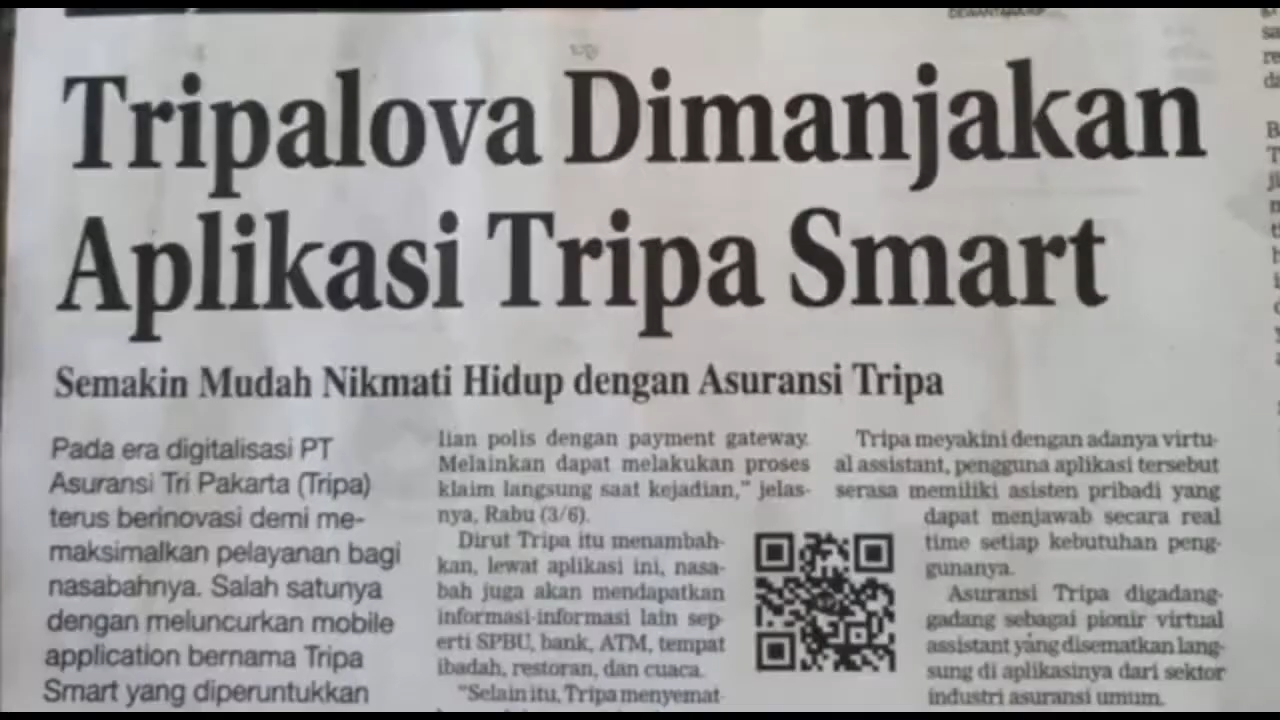 Tripalova Dimanjakan
Aplikasi Tripa Smart
Semakin Mudah Nikmati Hidup dengan Asuransi Tripa
Pada era digitalisasi PT
Asuransi Tri Pakarta (Tripa)
terus berinovasi demi me-
maksimalkan pelayanan bagi
nasabahnya. Salah satunya
dengan meluncurkan mobile
application bernama Tripa
Smart yang diperuntukkan
lian polis dengan payment gateway.
Melainkan dapat melakukan proses
klaim langsung saat kejadian,” jelas-
nya, Rabu (3/6).
Dirut Tripa itu menambah-
kan, lewat aplikasi ini, nasa-
bah juga akan mendapatkan
informasi-informasi lain sep-
erti SPBU, bank, ATM, tempat
ibadah, restoran, dan cuaca.
“Selain itu, Tripa menyemat-
Tripa meyakini dengan adanya virtu-
al assistant, pengguna aplikasi tersebut
serasa memiliki asisten pribadi yang
dapat menjawab secara real
time setiap kebutuhan peng-
gunanya.
Asuransi Tripa digadang-
gadang sebagai pionir virtual
assistant yang disematkan lang-
sung di aplikasinya dari sektor
industri asuransi umum.